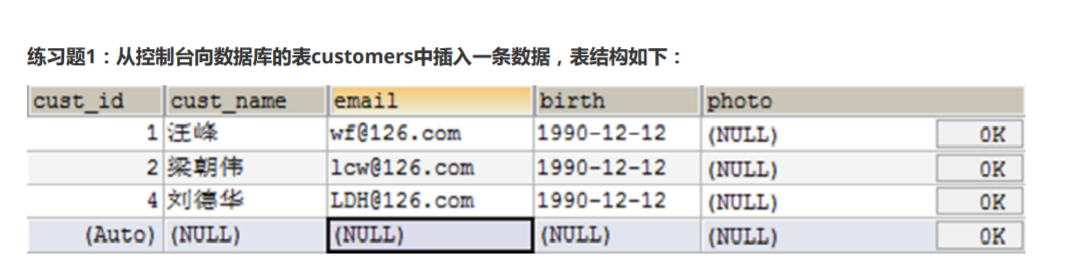 练习题1：从控制台向数据库的表customers中插入一条数据，表结构如下：
cust_id cust_name email birth photo
1 汪峰 wf@126.com 1990-12-12 (NULL) OK
2 梁朝伟 lcw@126.com 1990-12-12 (NULL) OK
4 刘德华 LDH@126.com 1990-12-12 (NULL) OK
(Auto) (NULL) (NULL) (NULL) (NULL) OK